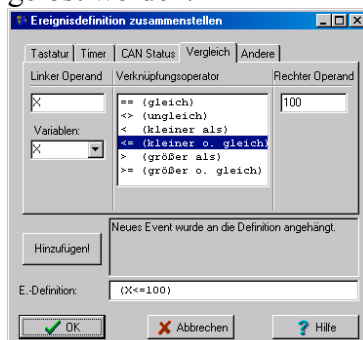 Ereignisdefinition zusammenstellen
Tastatur Timer CAN Status Vergleich Andere
Linker Operand Verknüpfungsoperator Rechter Operand
X
== (gleich)
<> (ungleich)
< (kleiner als)
<= (kleiner o. gleich)
> (größer als)
>= (größer o. gleich)
100
Variablen:
X
Hinzufügen!
Neues Event wurde an die Definition angehängt.
E.-Definition: (X<=100)
OK Abbrechen ? Hilfe